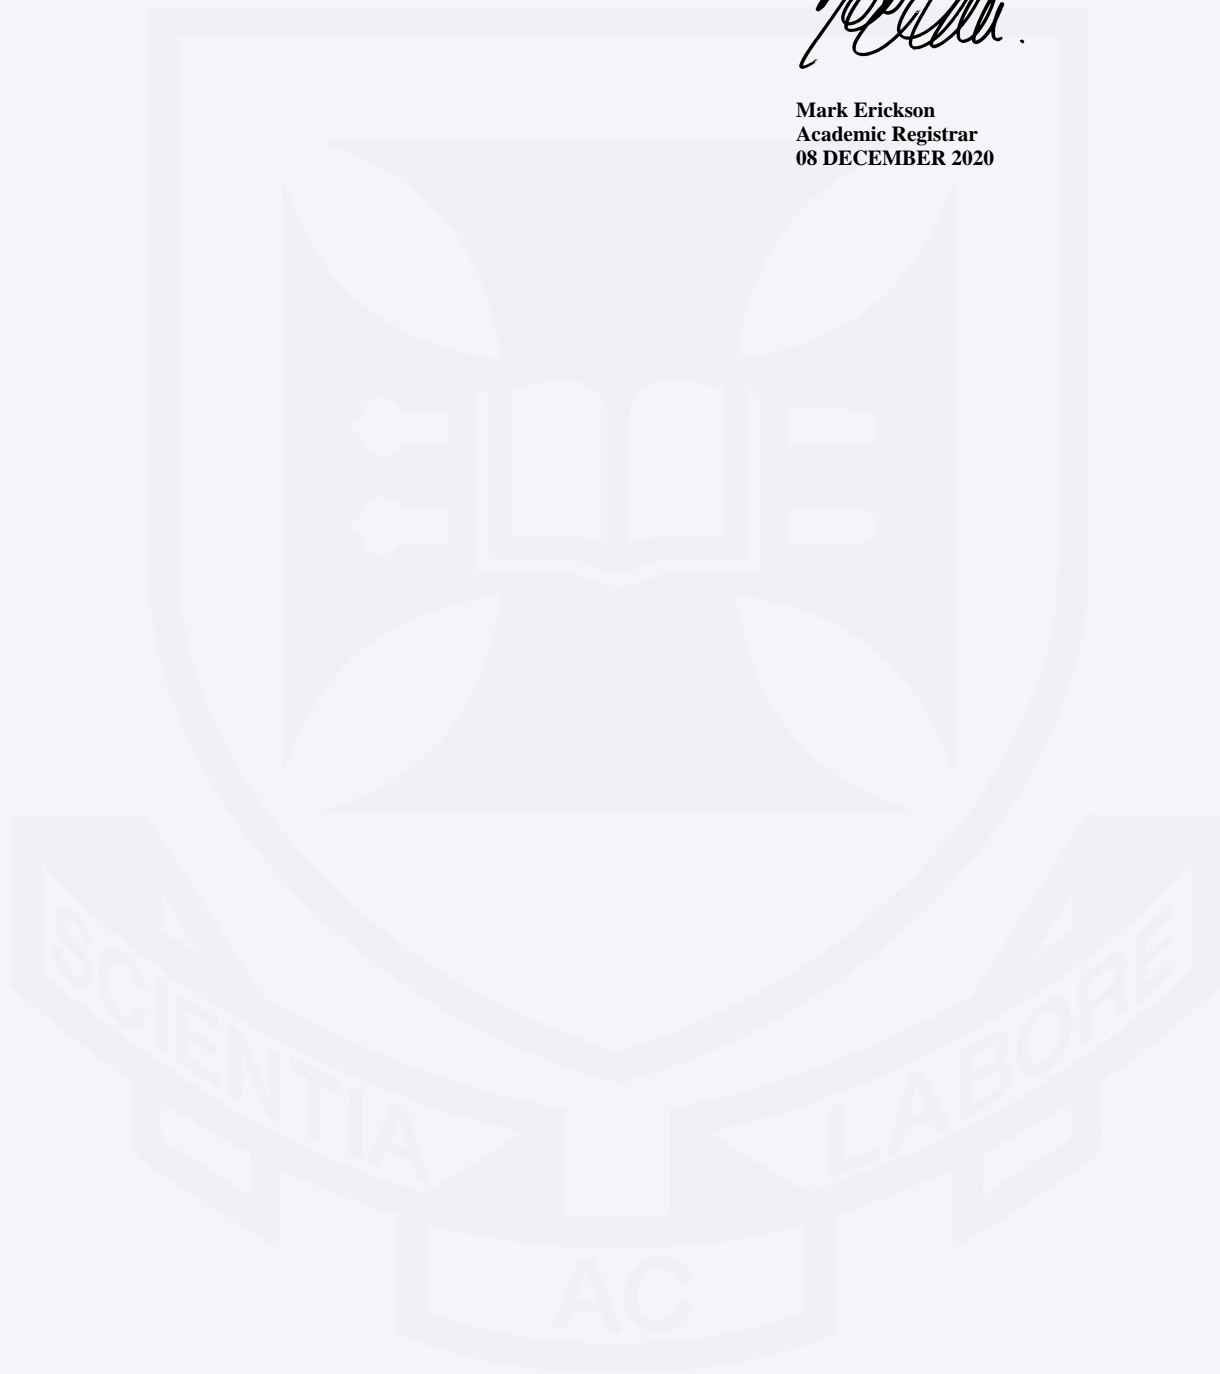 Mark Erickson
Academic Registrar
08 DECEMBER 2020
SCIENTIA
AC
LABORE